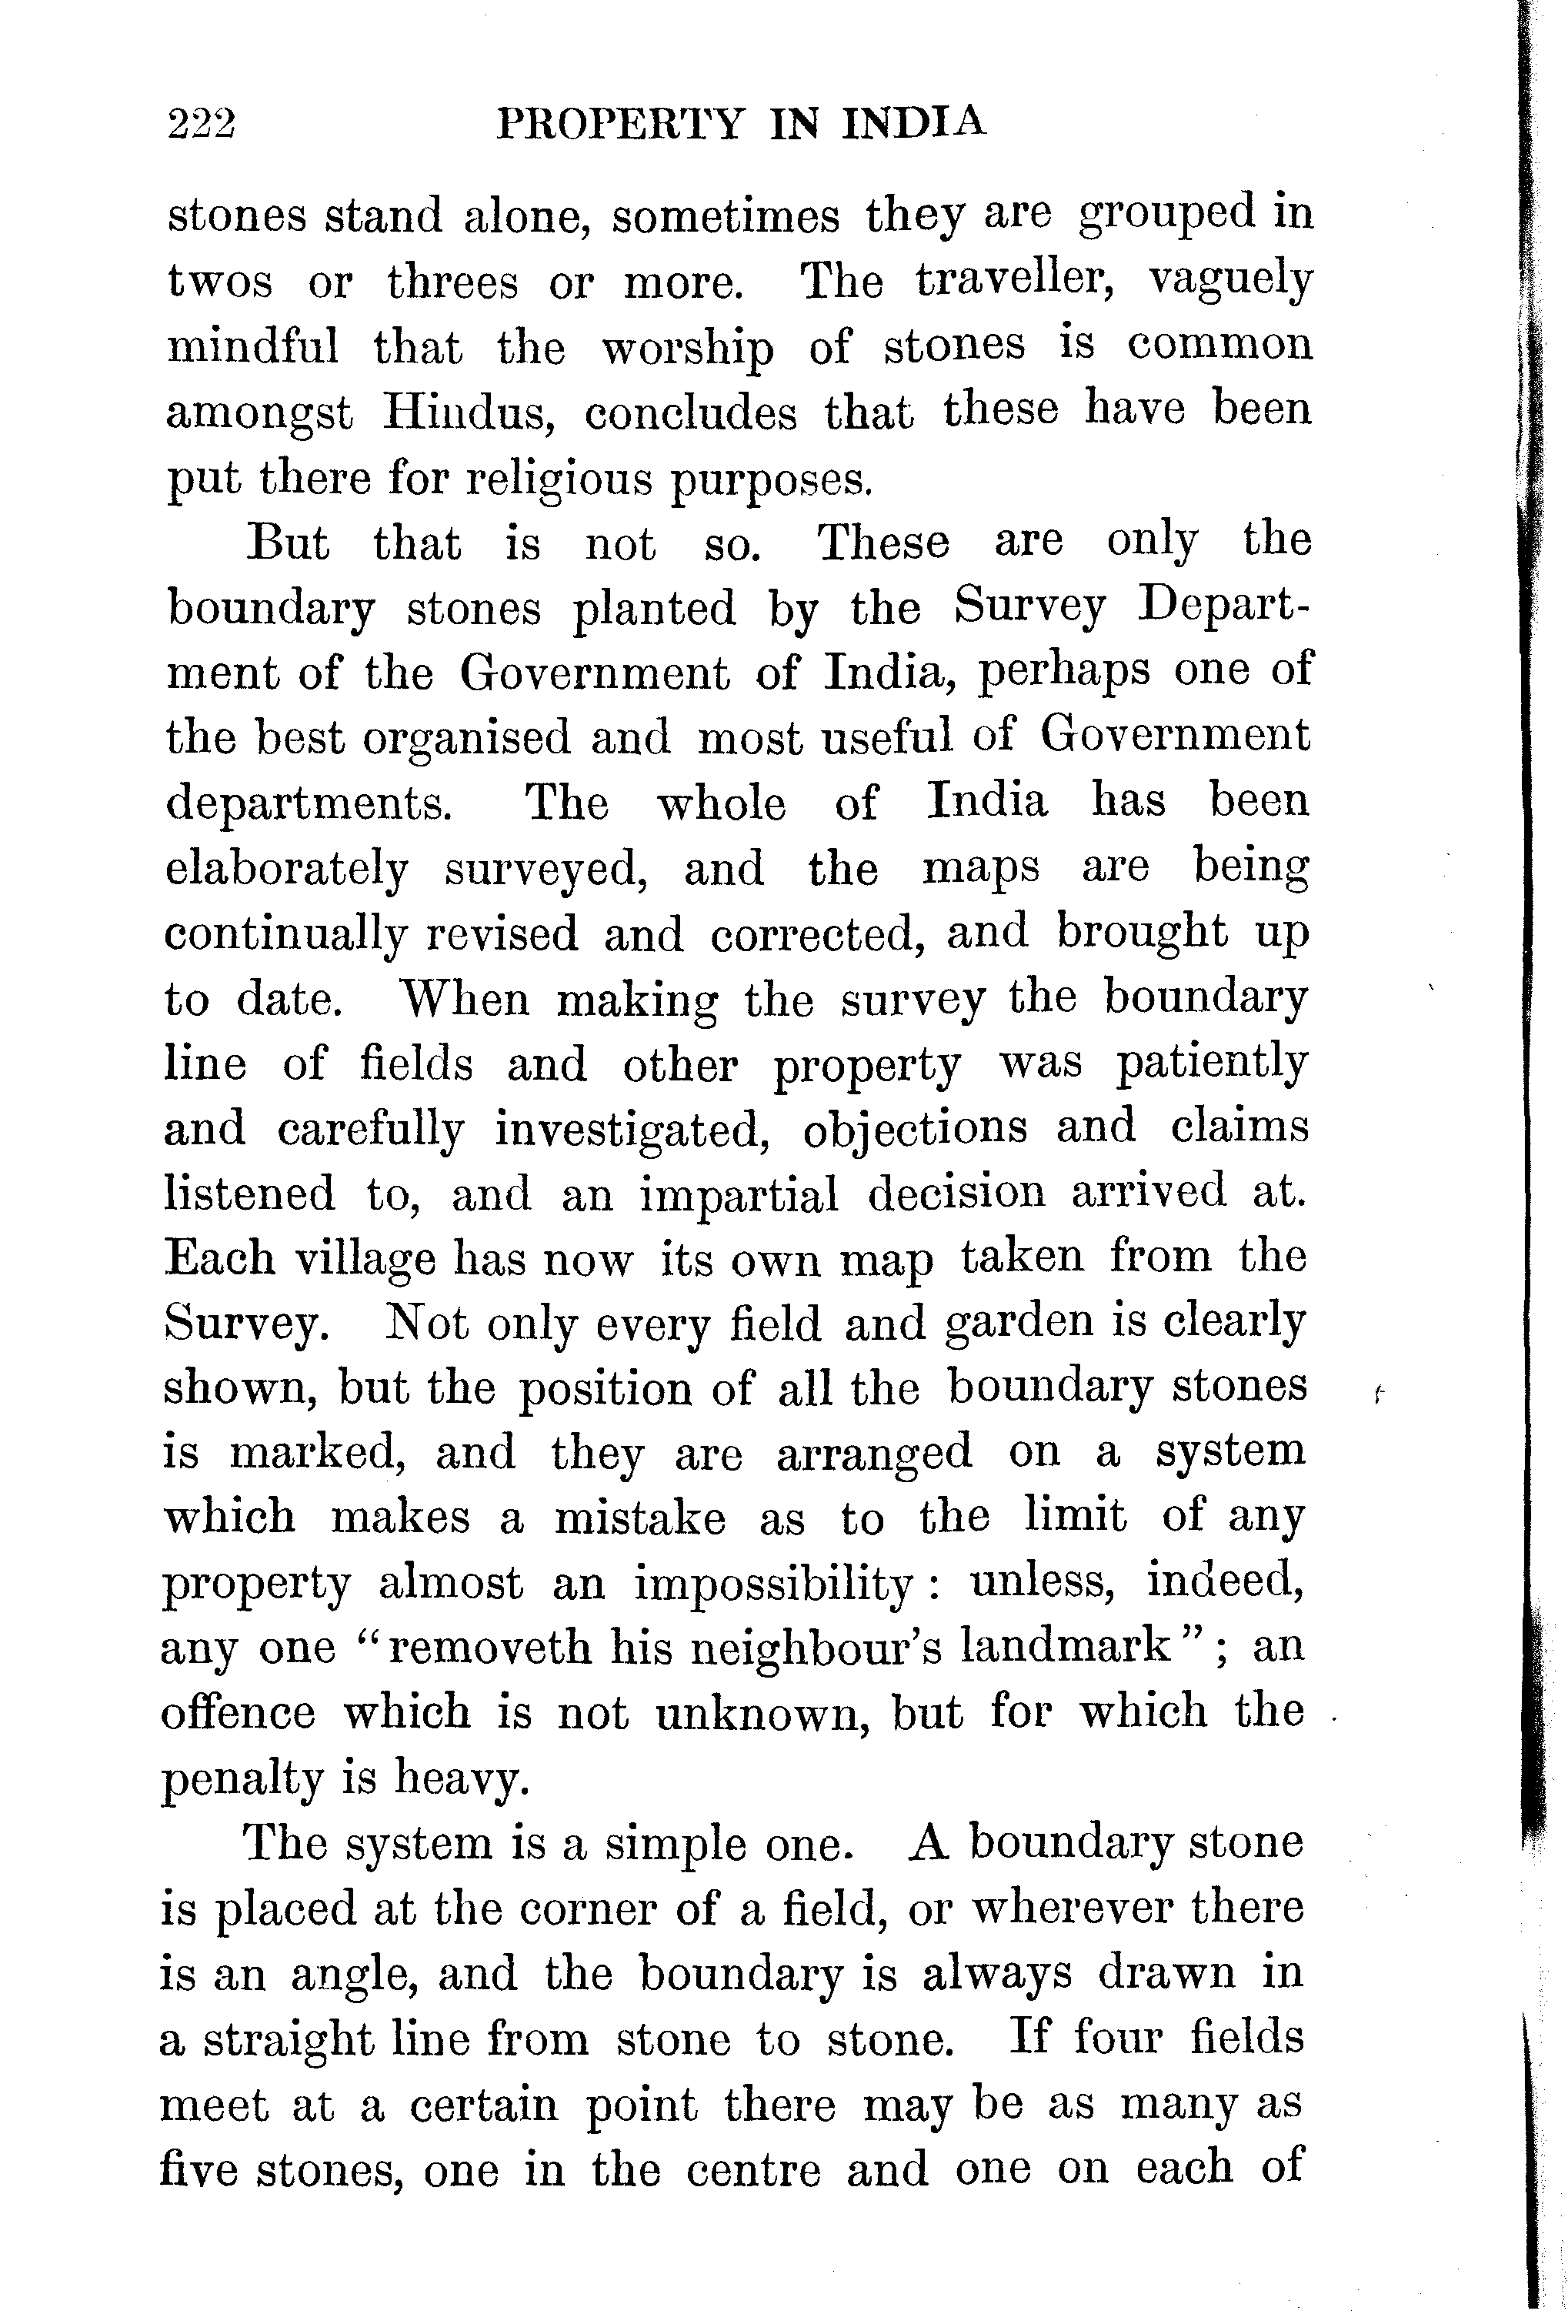 222 PROPERTY IN INDIA
stones stand alone, sometimes they are grouped in
twos or threes or more. The traveller, vaguely
mindful that the worship of stones is common
amongst Hindus, concludes that these have been
put there for religious purposes.
But that is not so. These are only the
boundary stones planted by the Survey Depart-
ment of the Government of India, perhaps one of
the best organised and most useful of Government
departments. The whole of India has been
elaborately surveyed, and the maps are being
continually revised and corrected, and brought up
to date. When making the survey the boundary
line of fields and other property was patiently
and carefully investigated, objections and claims
listened to, and an impartial decision arrived at.
Each village has now its own map taken from the
Survey. Not only every field and garden is clearly
shown, but the position of all the boundary stones
is marked, and they are arranged on a system
which makes a mistake as to the limit of any
property almost an impossibility : unless, indeed,
any one “removeth his neighbour's landmark” ; an
offence which is not unknown, but for which the
penalty is heavy.
The system is a simple one. A boundary stone
is placed at the corner of a field, or wherever there
is an angle, and the boundary is always drawn in
a straight line from stone to stone. If four fields
meet at a certain point there may be as many as
five stones, one in the centre and one on each of